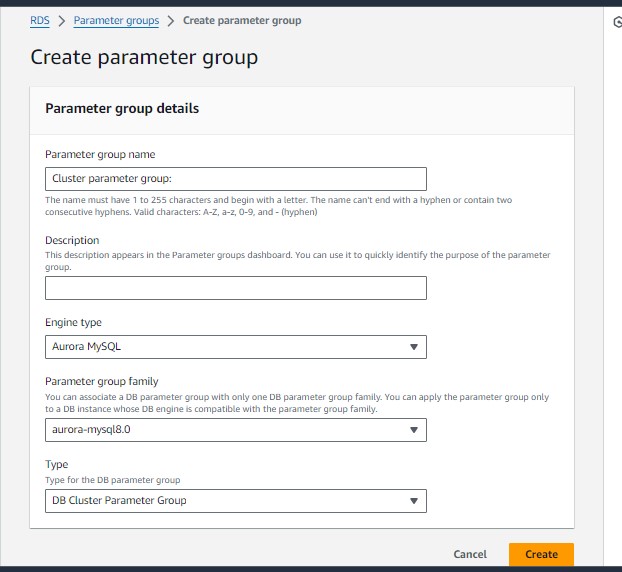 RDS > Parameter groups > Create parameter group
Create parameter group
Parameter group details
Parameter group name
Cluster parameter group:
The name must have 1 to 255 characters and begin with a letter. The name can't end with a hyphen or contain two
consecutive hyphens. Valid characters: A-Z, a-z, 0-9, and - (hyphen)
Description
This description appears in the Parameter groups dashboard. You can use it to quickly identify the purpose of the parameter
group.
Engine type
Aurora MySQL
Parameter group family
You can associate a DB parameter group with only one DB parameter group family. You can apply the parameter group only
to a DB instance whose DB engine is compatible with the parameter group family.
aurora-mysql8.0
Type
Type for the DB parameter group
DB Cluster Parameter Group
Cancel Create